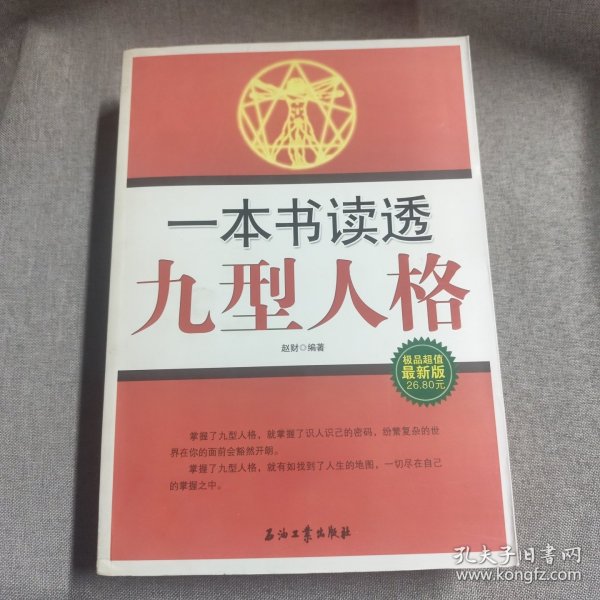 一本书读透
九型人格
赵财◎编著
极品超值
最新版
26.80元
掌握了九型人格，就掌握了识人识己的密码，纷繁复杂的世
界在你的面前会豁然开朗。
掌握了九型人格，就有如找到了人生的地图，一切尽在自己
的掌握之中。
石油工业出版社
孔夫子旧书网
www.kongfz.com